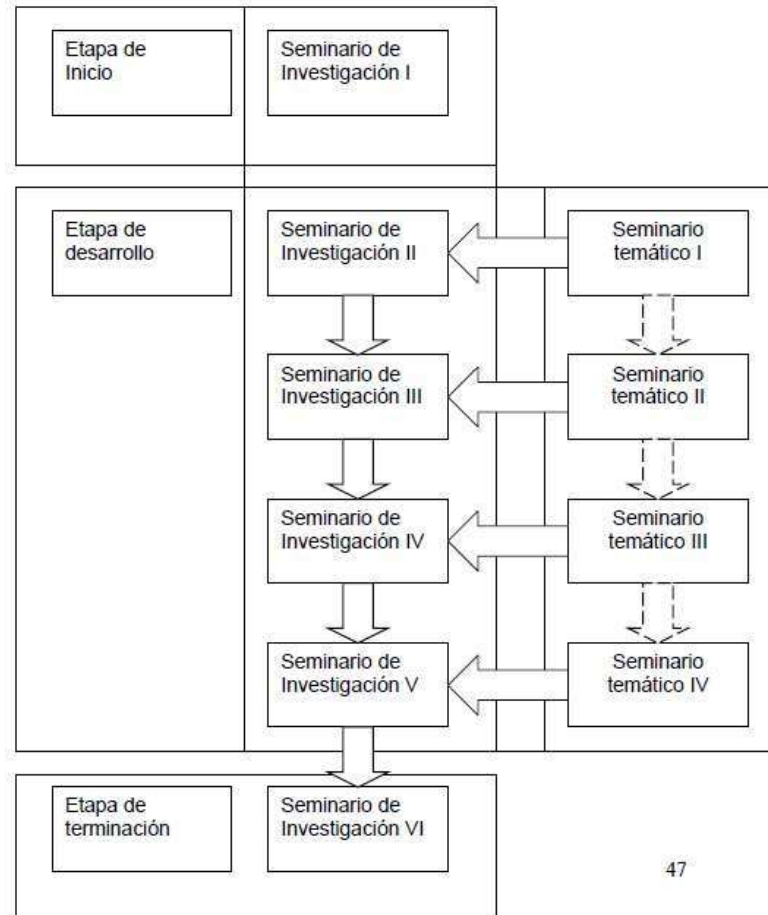 Etapa de
Inicio
Seminario de
Investigación I
Etapa de
desarrollo
Seminario de
Investigación II
Seminario
temático I
Seminario de
Investigación III
Seminario
temático II
Seminario de
Investigación IV
Seminario
temático III
Seminario de
Investigación V
Seminario
temático IV
Etapa de
terminación
Seminario de
Investigación VI
47